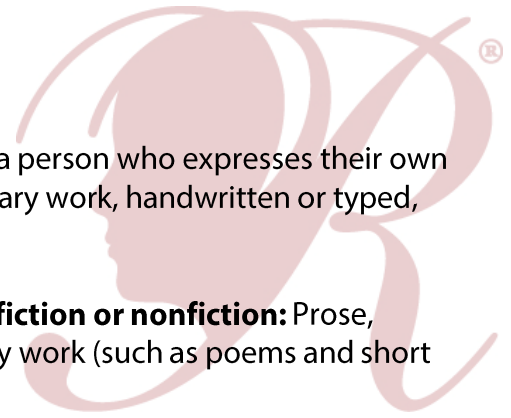 ®
a person who expresses their own
ary work, handwritten or typed,
fiction or nonfiction: Prose,
y work (such as poems and short